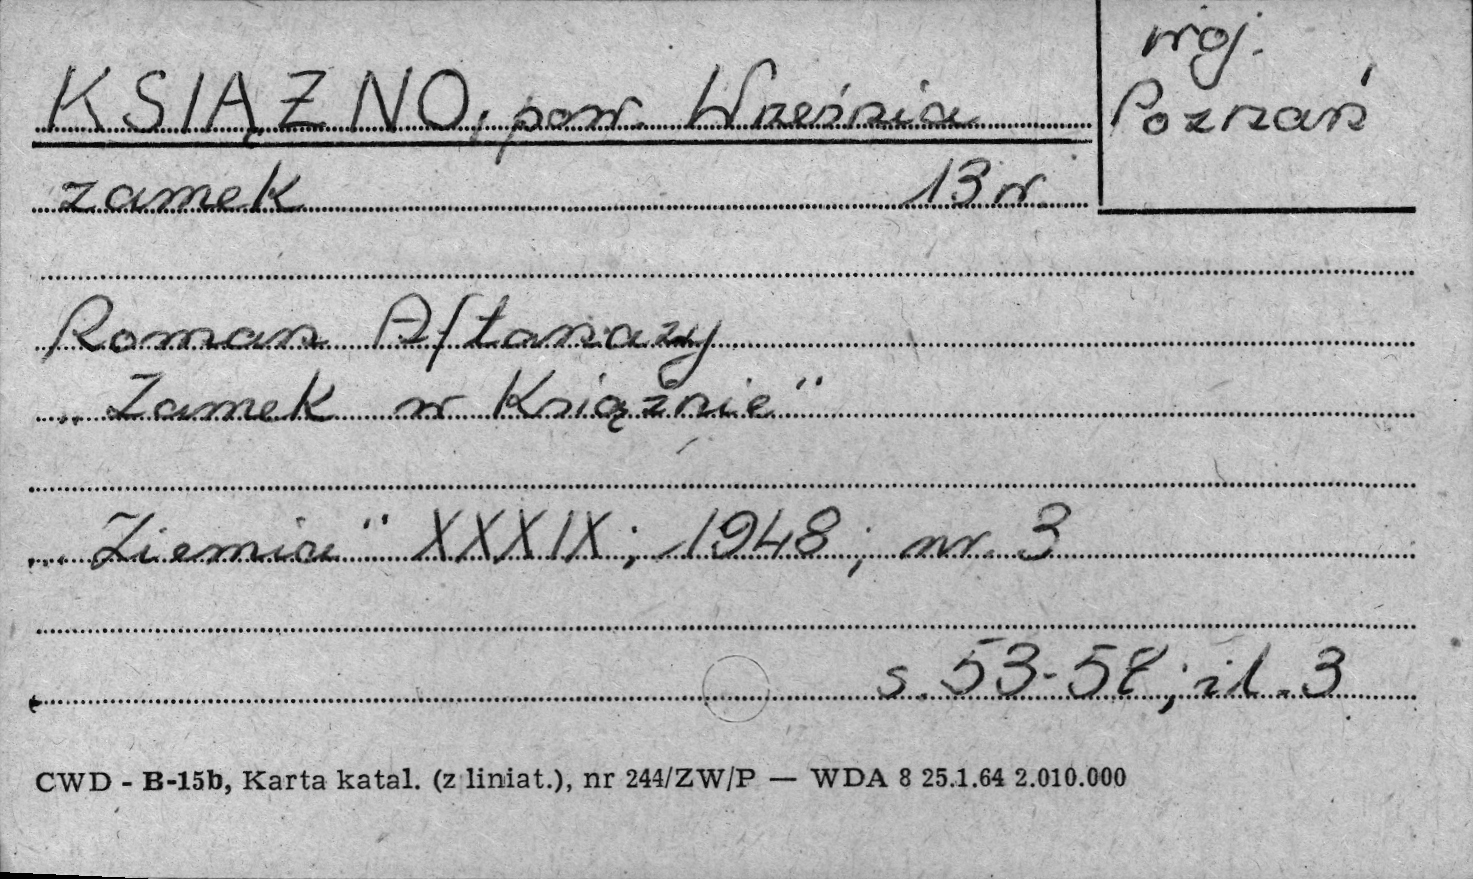 woj.
Poznań
KSIĄŻNO, pow. Września
zamek 13 w.
Roman Aftanazy
„Zamek w Książnie”
„Ziemia” XXXIX; 1948; nr. 3
s. 53-58; il. 3
CWD - B-15b, Karta katal. (z liniat.), nr 244/ZW/P — WDA 8 25.1.64 2.010.000